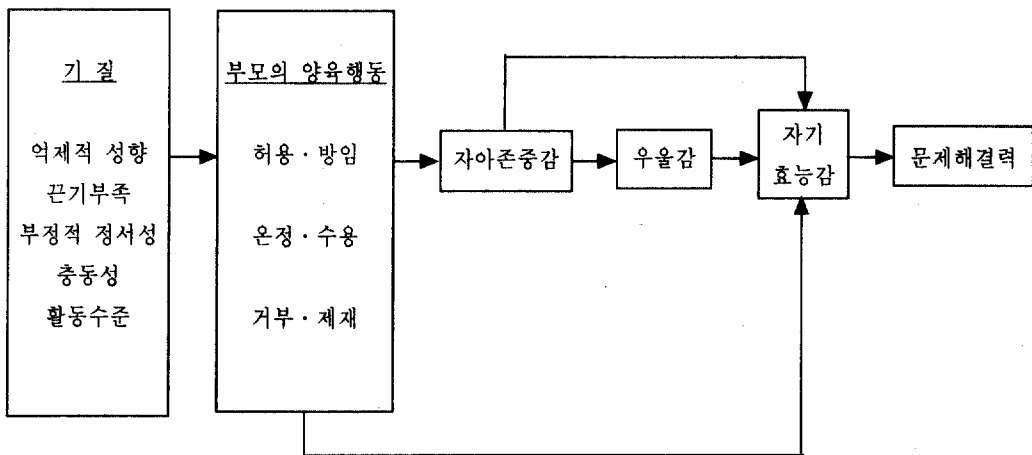 기 질
억제적 성향
끈기부족
부정적 정서성
충동성
활동수준
부모의 양육행동
허용·방임
온정·수용
거부·제재
자아존중감
우울감
자기
효능감
문제해결력